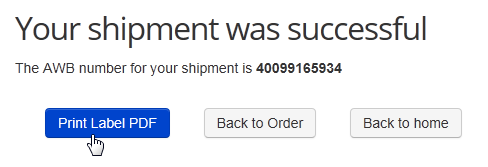 Your shipment was successful
The AWB number for your shipment is 40099165934
Print Label PDF Back to Order Back to home